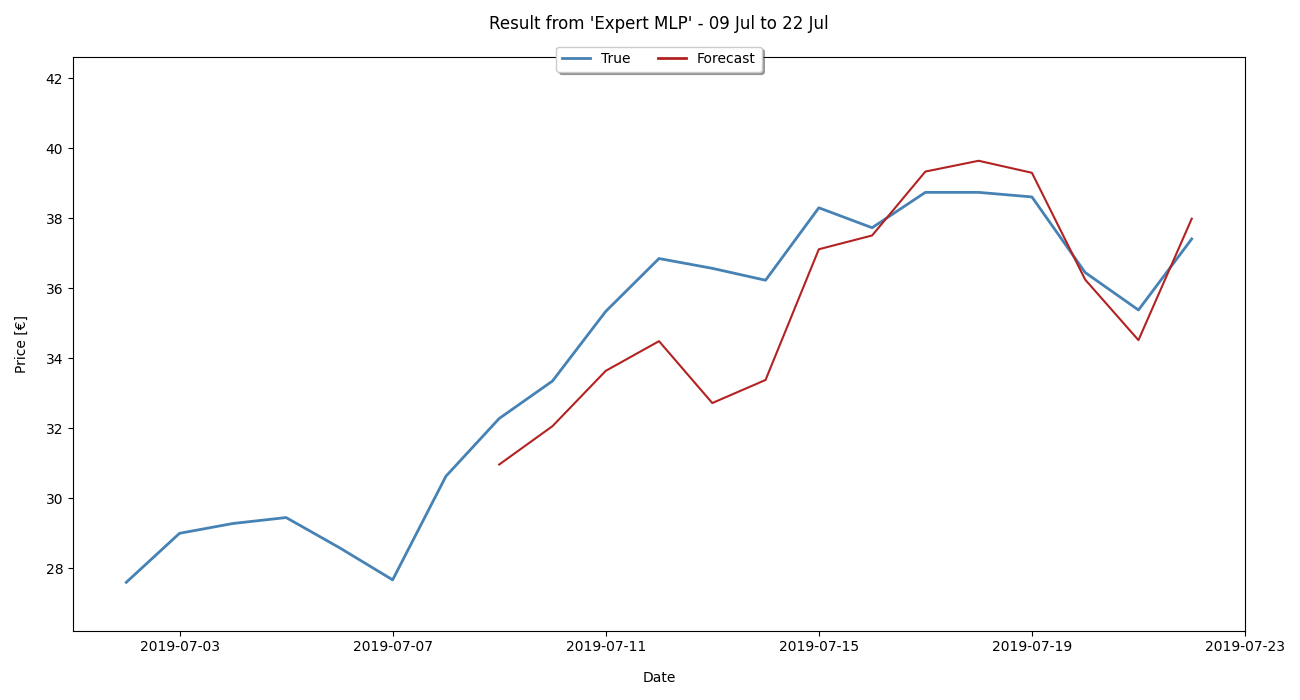 Result from 'Expert MLP' - 09 Jul to 22 Jul
True Forecast
42
40
38
36
34
32
30
28
Price [€]
2019-07-03 2019-07-07 2019-07-11 2019-07-15 2019-07-19 2019-07-23
Date